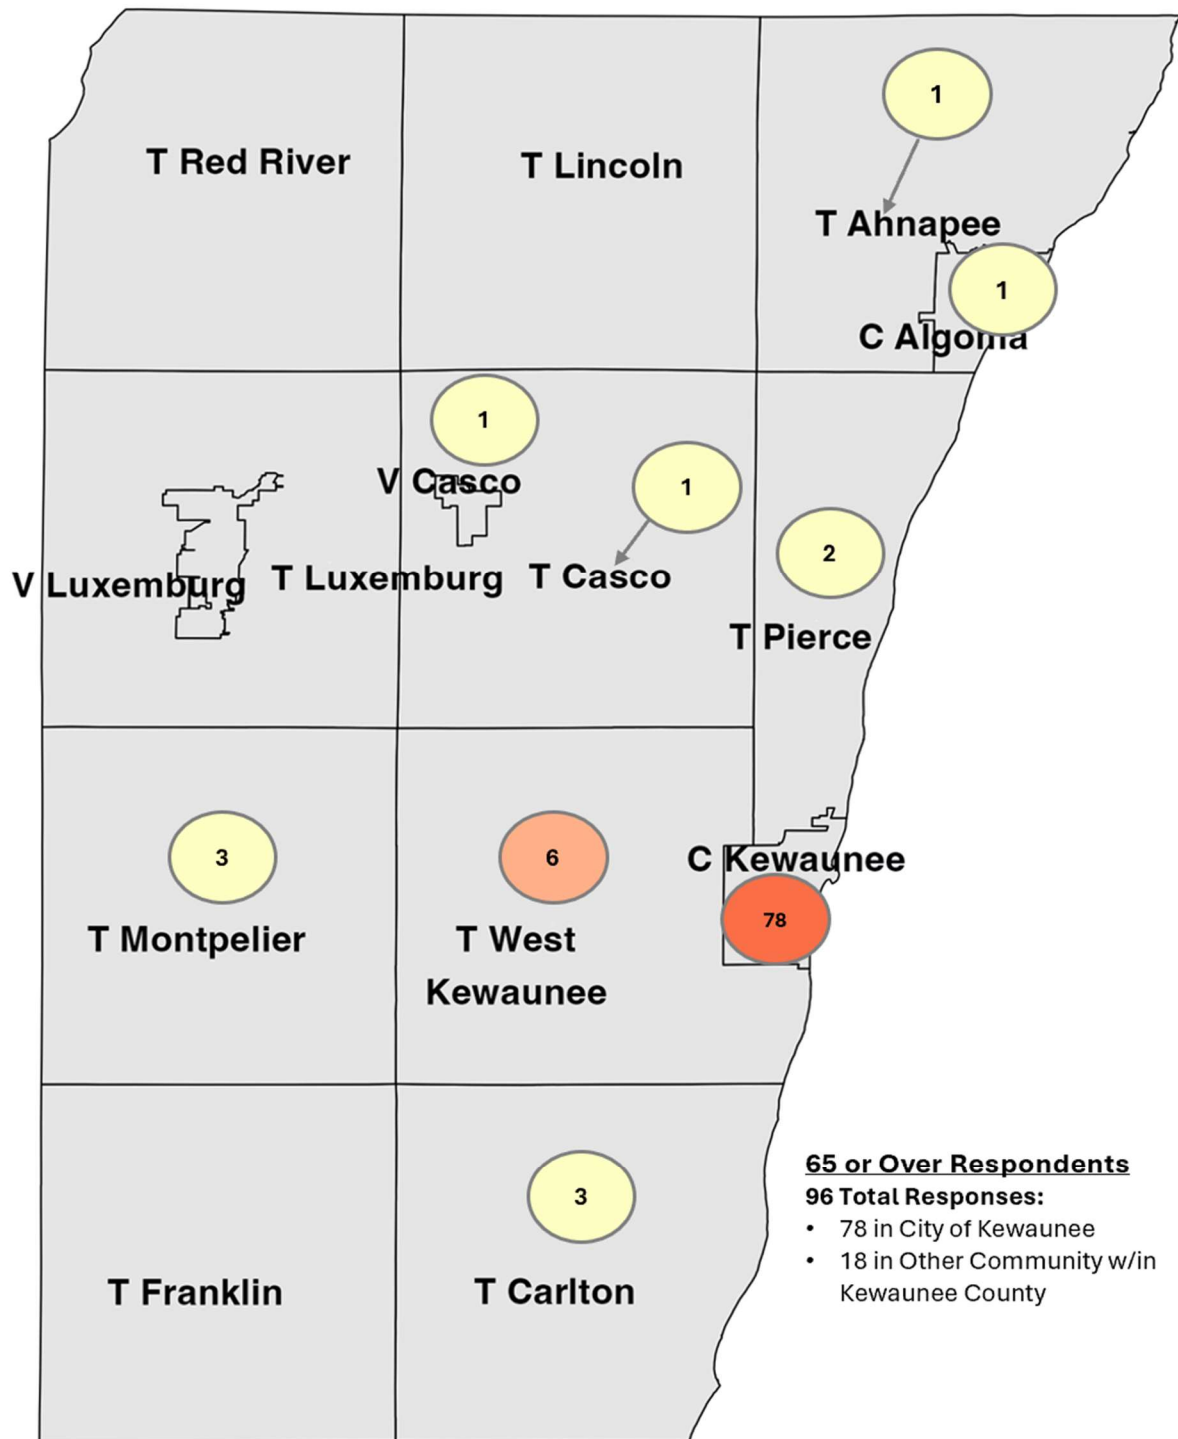 1
T Red River
T Lincoln
T Ahnapee
1
C Algoma
1
V Casco
1
2
V Luxemburg
T Luxemburg
T Casco
T Pierce
3
6
C Kewaunee
78
T Montpelier
T West
Kewaunee
65 or Over Respondents
96 Total Responses:
• 78 in City of Kewaunee
• 18 in Other Community w/in
Kewaunee County
3
T Franklin
T Carlton